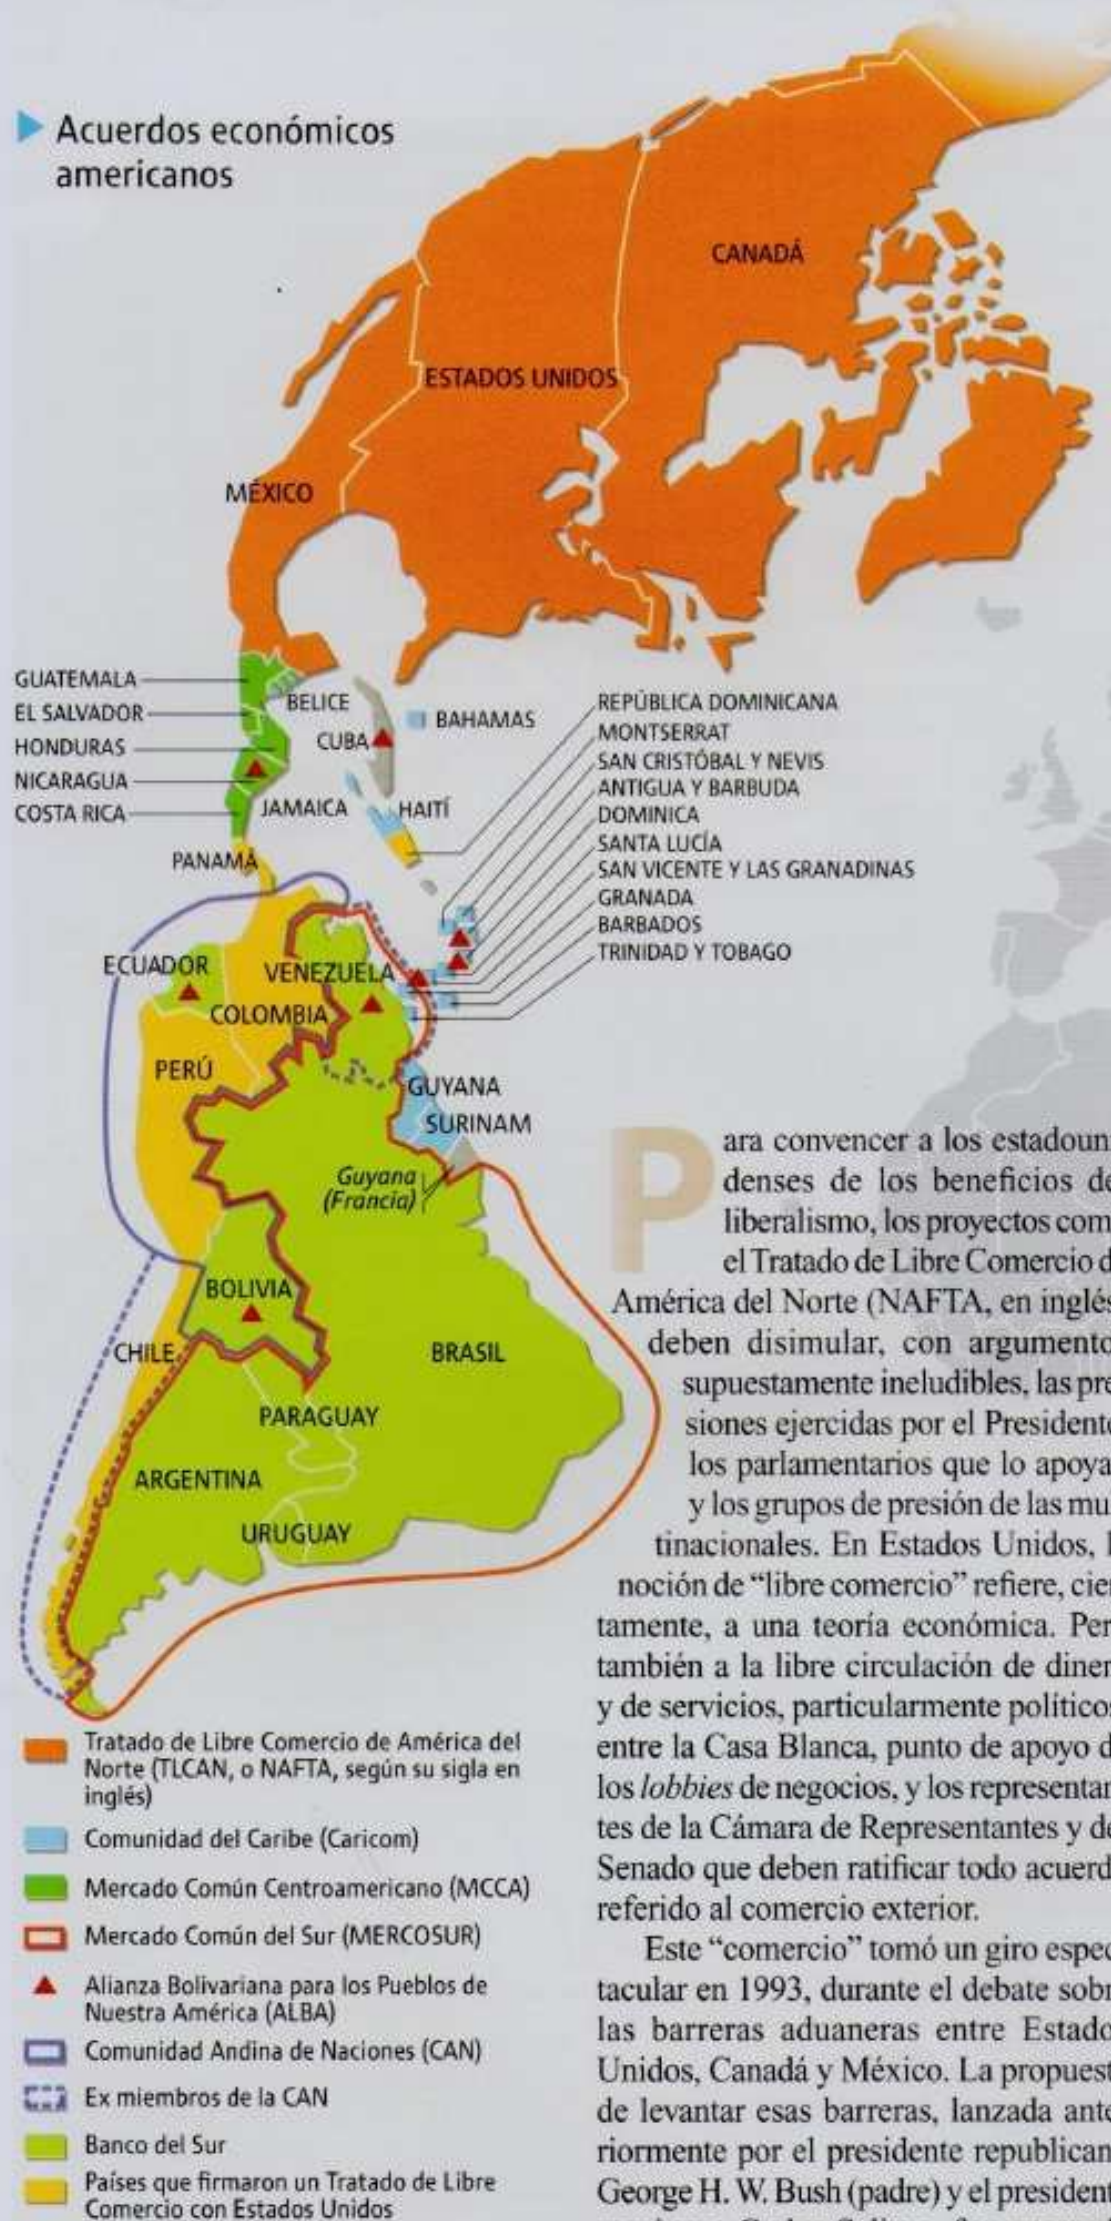 Acuerdos económicos
americanos
CANADÁ
ESTADOS UNIDOS
MÉXICO
GUATEMALA
EL SALVADOR
HONDURAS
NICARAGUA
COSTA RICA
BELICE
BAHAMAS
CUBA
JAMAICA
HAITÍ
PANAMÁ
REPÚBLICA DOMINICANA
MONTSERRAT
SAN CRISTÓBAL Y NEVIS
ANTIGUA Y BARBUDA
DOMINICA
SANTA LUCÍA
SAN VICENTE Y LAS GRANADINAS
GRANADA
BARBADOS
TRINIDAD Y TOBAGO
ECUADOR
VENEZUELA
COLOMBIA
PERÚ
GUYANA
SURINAM
Guyana
(Francia)
BOLIVIA
CHILE
BRASIL
PARAGUAY
ARGENTINA
URUGUAY
Tratado de Libre Comercio de América del
Norte (TLCAN, o NAFTA, según su sigla en
inglés)
Comunidad del Caribe (Caricom)
Mercado Común Centroamericano (MCCA)
Mercado Común del Sur (MERCOSUR)
Alianza Bolivariana para los Pueblos de
Nuestra América (ALBA)
Comunidad Andina de Naciones (CAN)
Ex miembros de la CAN
Banco del Sur
Países que firmaron un Tratado de Libre
Comercio con Estados Unidos
Para convencer a los estadoun
denses de los beneficios de
liberalismo, los proyectos com
el Tratado de Libre Comercio d
América del Norte (NAFTA, en inglés
deben disimular, con argumento
supuestamente ineludibles, las pre
siones ejercidas por el Presidente
los parlamentarios que lo apoya
y los grupos de presión de las mu
tinacionales. En Estados Unidos, l
noción de “libre comercio” refiere, cier
tamente, a una teoría económica. Per
también a la libre circulación de diner
y de servicios, particularmente políticos
entre la Casa Blanca, punto de apoyo d
los lobbies de negocios, y los representan
tes de la Cámara de Representantes y de
Senado que deben ratificar todo acuerd
referido al comercio exterior.
Este “comercio” tomó un giro espec
tacular en 1993, durante el debate sobr
las barreras aduaneras entre Estado
Unidos, Canadá y México. La propuest
de levantar esas barreras, lanzada ante
riormente por el presidente republican
George H. W. Bush (padre) y el president